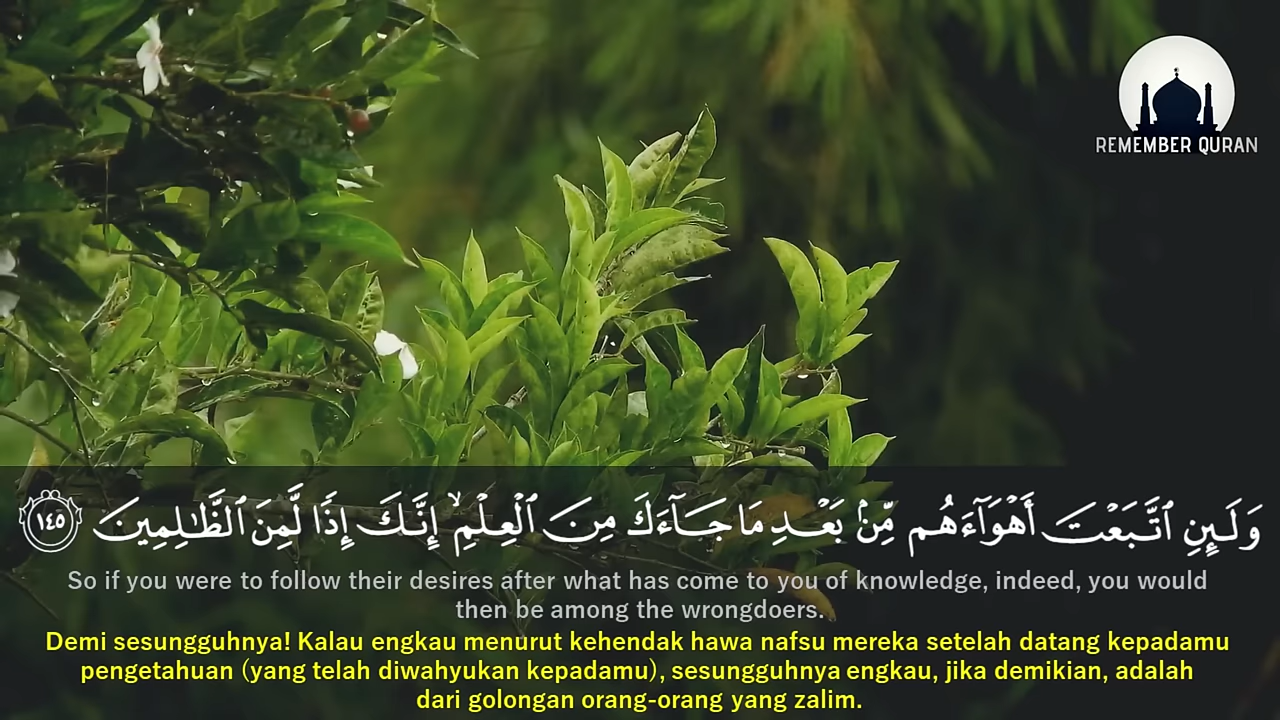 REMEMBER QURAN
وَلَئِنِ ٱتَّبَعْتَ أَهْوَآءَهُم مِّنۢ بَعْدِ مَا جَآءَكَ مِنَ ٱلْعِلْمِ ۙ إِنَّكَ إِذًا لَّمِنَ ٱلظَّـٰلِمِينَ ١٤٥
So if you were to follow their desires after what has come to you of knowledge, indeed, you would
then be among the wrongdoers.
Demi sesungguhnya! Kalau engkau menurut kehendak hawa nafsu mereka setelah datang kepadamu
pengetahuan (yang telah diwahyukan kepadamu), sesungguhnya engkau, jika demikian, adalah
dari golongan orang-orang yang zalim.